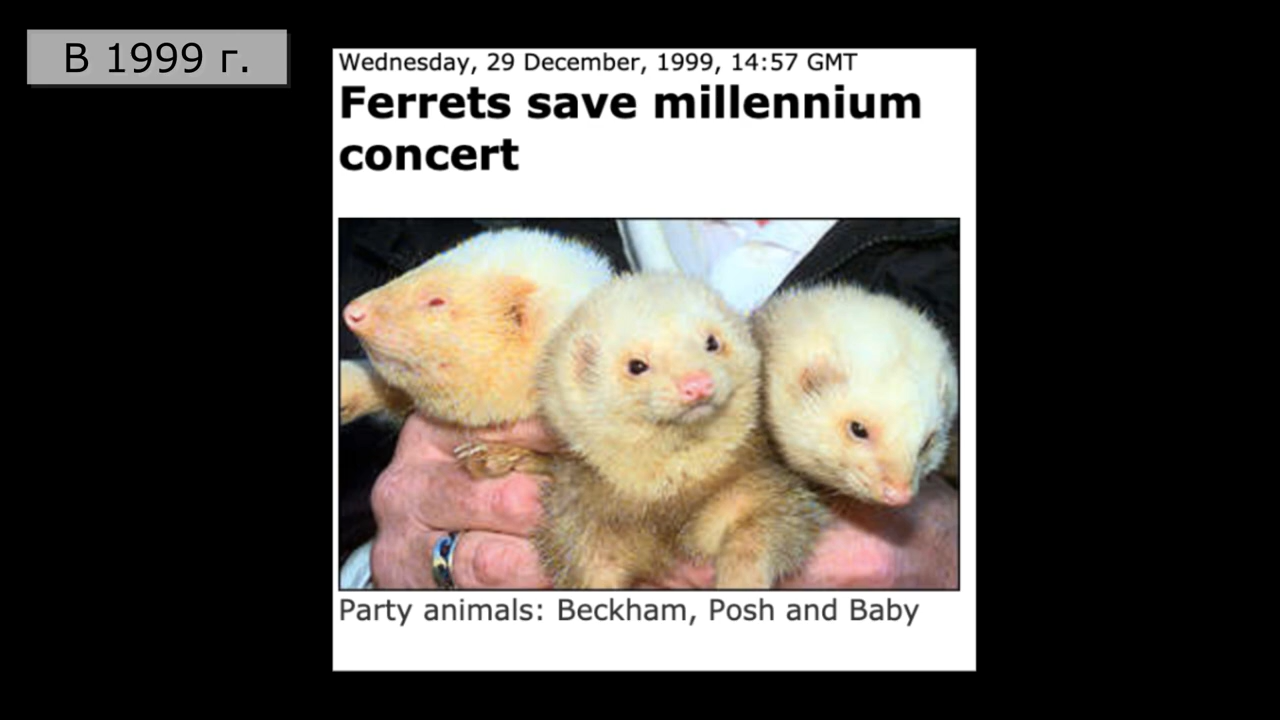 В 1999 г.
Wednesday, 29 December, 1999, 14:57 GMT
Ferrets save millennium
concert
Party animals: Beckham, Posh and Baby